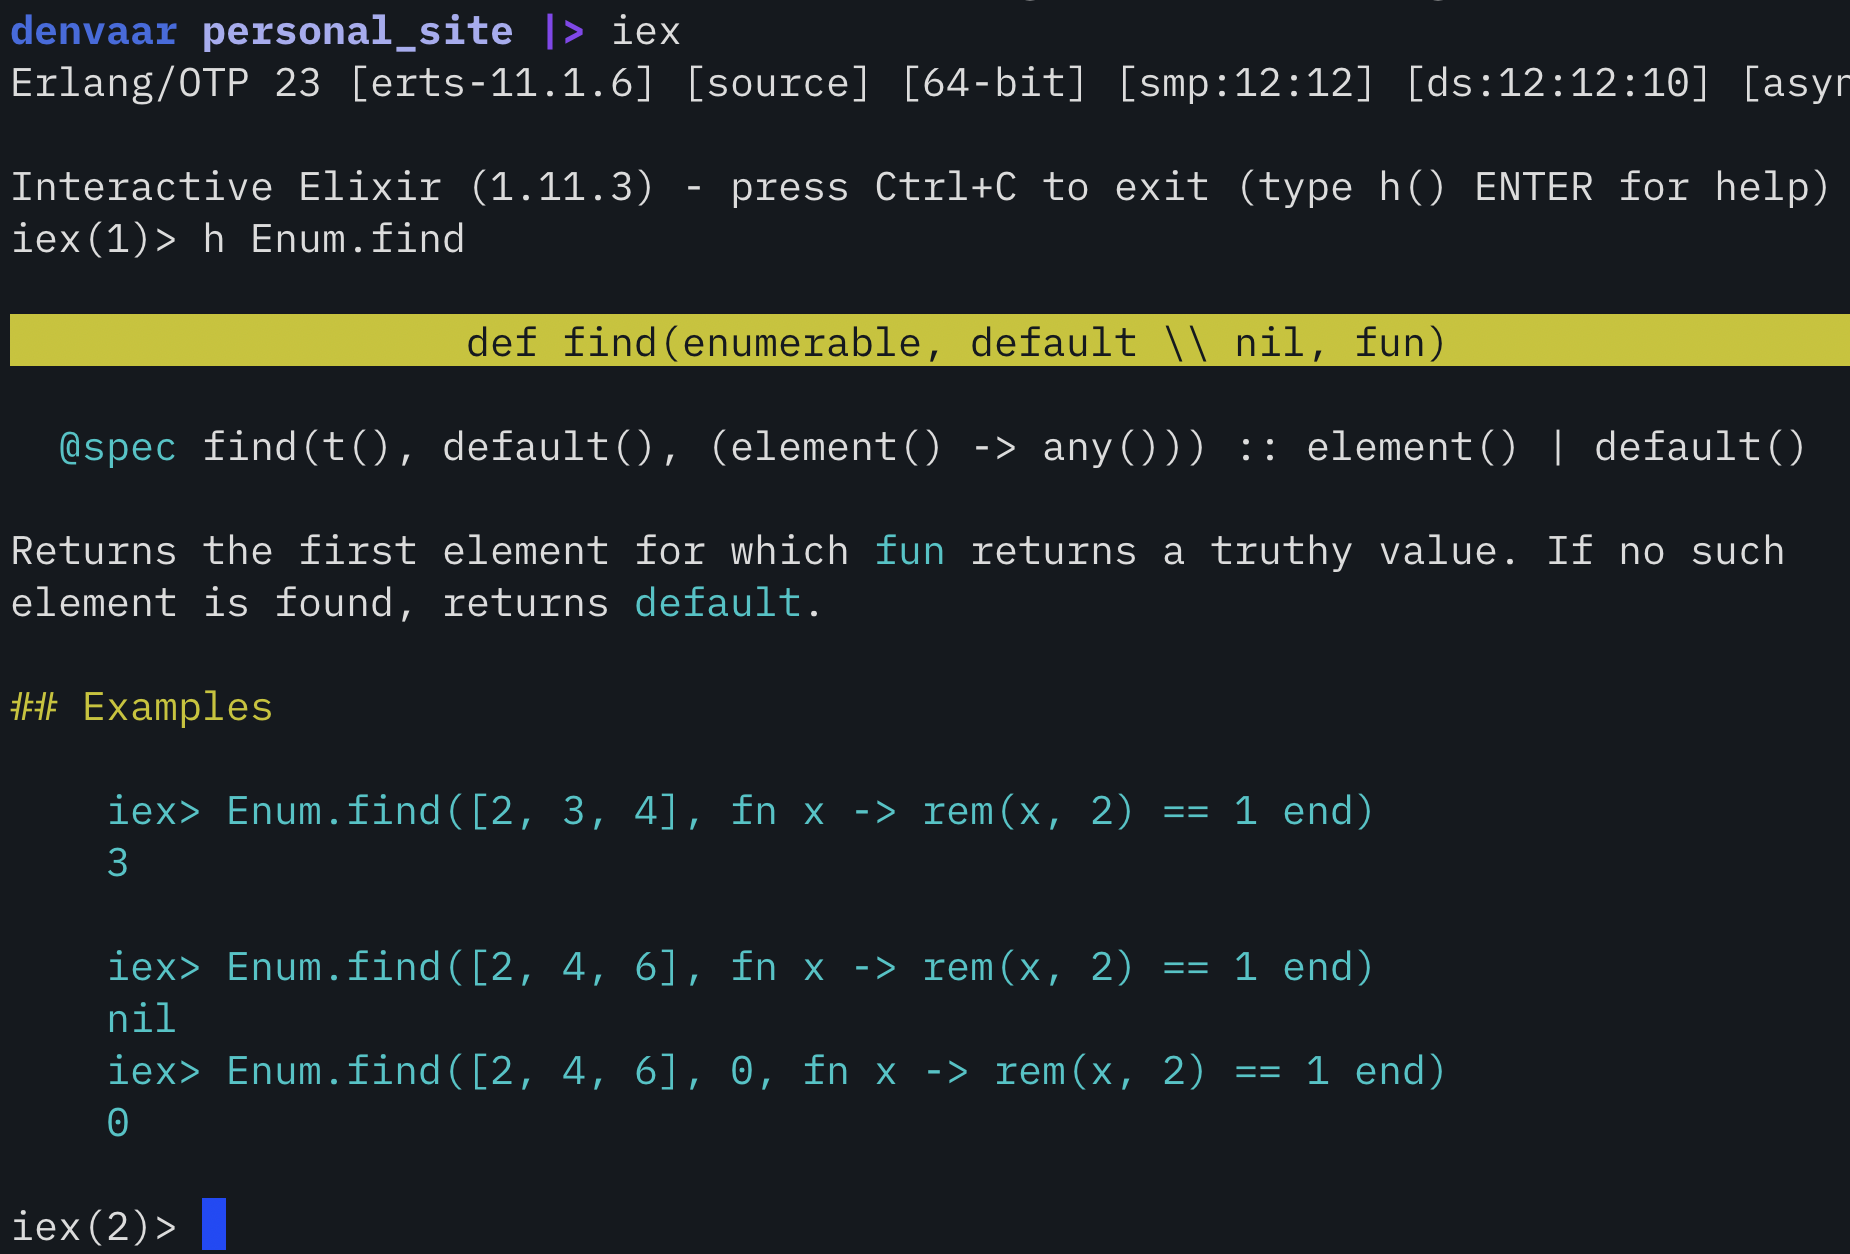 denvaar personal_site |> iex
Erlang/OTP 23 [erts-11.1.6] [source] [64-bit] [smp:12:12] [ds:12:12:10] [asyn
Interactive Elixir (1.11.3) - press Ctrl+C to exit (type h() ENTER for help)
iex(1)> h Enum.find
def find(enumerable, default \\ nil, fun)
@spec find(t(), default(), (element() -> any())) :: element() | default()
Returns the first element for which fun returns a truthy value. If no such
element is found, returns default.
## Examples
iex> Enum.find([2, 3, 4], fn x -> rem(x, 2) == 1 end)
3
iex> Enum.find([2, 4, 6], fn x -> rem(x, 2) == 1 end)
nil
iex> Enum.find([2, 4, 6], 0, fn x -> rem(x, 2) == 1 end)
0
iex(2)>